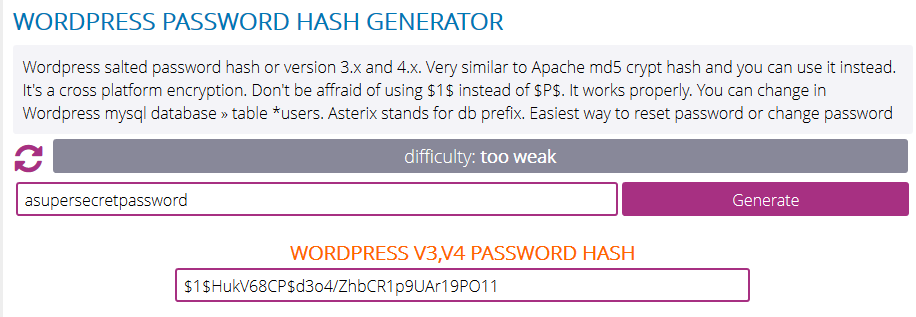 WORDPRESS PASSWORD HASH GENERATOR
Wordpress salted password hash or version 3.x and 4.x. Very similar to Apache md5 crypt hash and you can use it instead.
It's a cross platform encryption. Don't be affraid of using $1$ instead of $P$. It works properly. You can change in
Wordpress mysql database » table *users. Asterix stands for db prefix. Easiest way to reset password or change password
difficulty: too weak
asupersecretpassword
Generate
WORDPRESS V3,V4 PASSWORD HASH
$1$HukV68CP$d3o4/ZhbCR1p9UAr19PO11